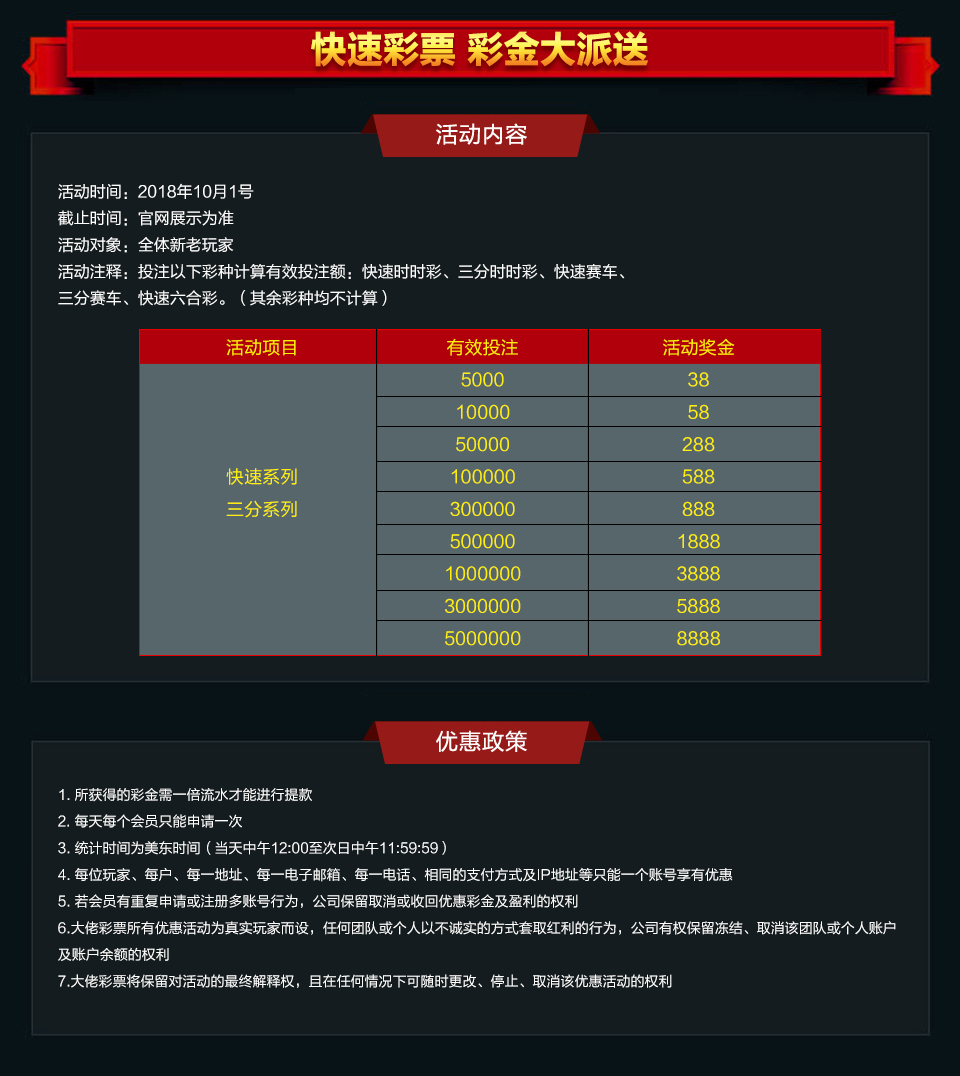 快速彩票 彩金大派送
活动内容
活动时间：2018年10月1号
截止时间：官网展示为准
活动对象：全体新老玩家
活动注释：投注以下彩种计算有效投注额：快速时时彩、三分时时彩、快速赛车、
三分赛车、快速六合彩。（其余彩种均不计算）
活动项目 有效投注 活动奖金
5000 38
10000 58
50000 288
快速系列 100000 588
三分系列 300000 888
500000 1888
1000000 3888
3000000 5888
5000000 8888
优惠政策
1. 所获得的彩金需一倍流水才能进行提款
2. 每天每个会员只能申请一次
3. 统计时间为美东时间（当天中午12:00至次日中午11:59:59）
4. 每位玩家、每户、每一地址、每一电子邮箱、每一电话、相同的支付方式及IP地址等只能一个账号享有优惠
5. 若会员有重复申请或注册多账号行为，公司保留取消或收回优惠彩金及盈利的权利
6.大佬彩票所有优惠活动为真实玩家而设，任何团队或个人以不诚实的方式套取红利的行为，公司有权保留冻结、取消该团队或个人账户
及账户余额的权利
7.大佬彩票将保留对活动的最终解释权，且在任何情况下可随时更改、停止、取消该优惠活动的权利